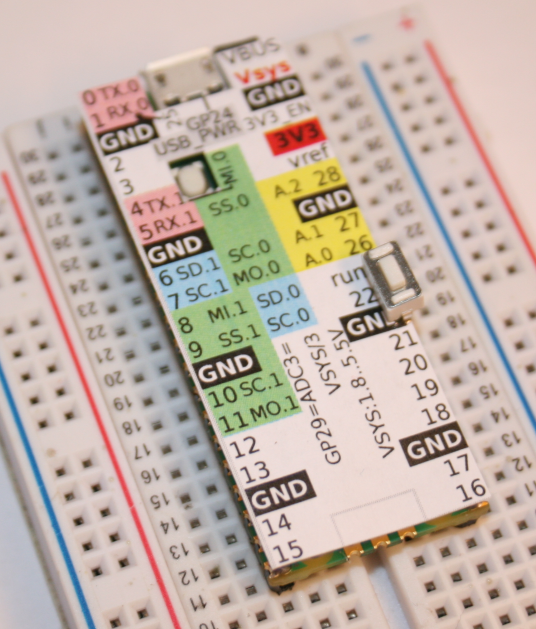 VBUS
0 TX.0
Vsys
1 RX.0
GND
GND
GP24
3V3_EN
USB_PWR
2
3V3
3
MI.0
Vref
4 TX.1
SS.0
A.2 28
5 RX.1
GND
GND
A.1 27
6 SD.1
SC.0
A.0 26
7 SC.1
MO.0
run
8 MI.1
SD.0
22
9 SS.1
SC.0
GND
GND
21
10 SC.1
20
11 MO.1
19
GP29=ADC3=
VSYS/3
VSYS:1.8..5.5V
12
18
13
GND
GND
17
14
16
15